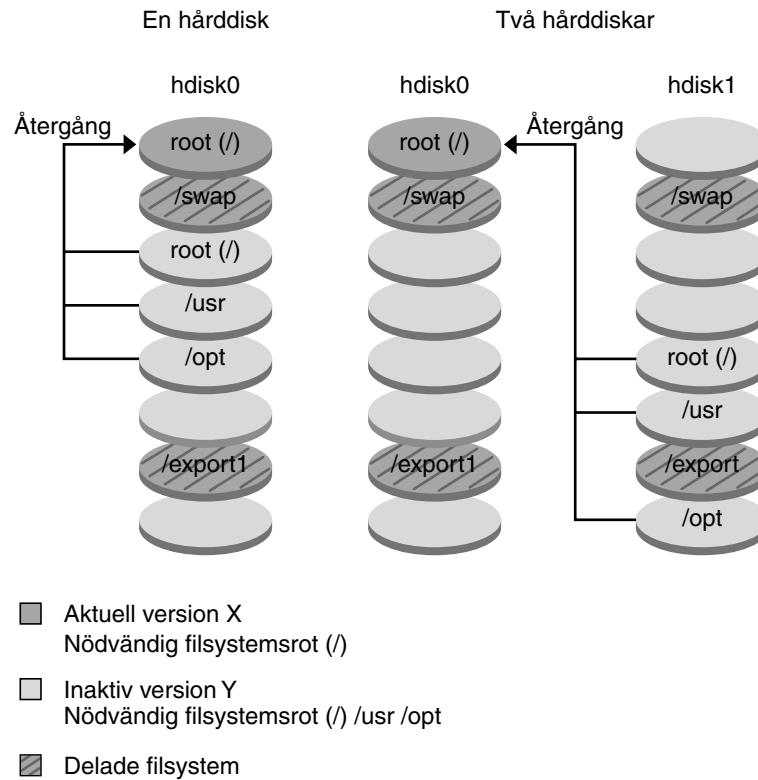 En hårddisk
Två hårddiskar
hdisk0
hdisk0
hdisk1
Återgång
root (/)
/swap
root (/)
/usr
/opt
/export1
root (/)
/swap
/export1
Återgång
/swap
root (/)
/usr
/export
/opt
Aktuell version X
Nödvändig filsystemsrot (/)
Inaktiv version Y
Nödvändig filsystemsrot (/) /usr /opt
Delade filsystem